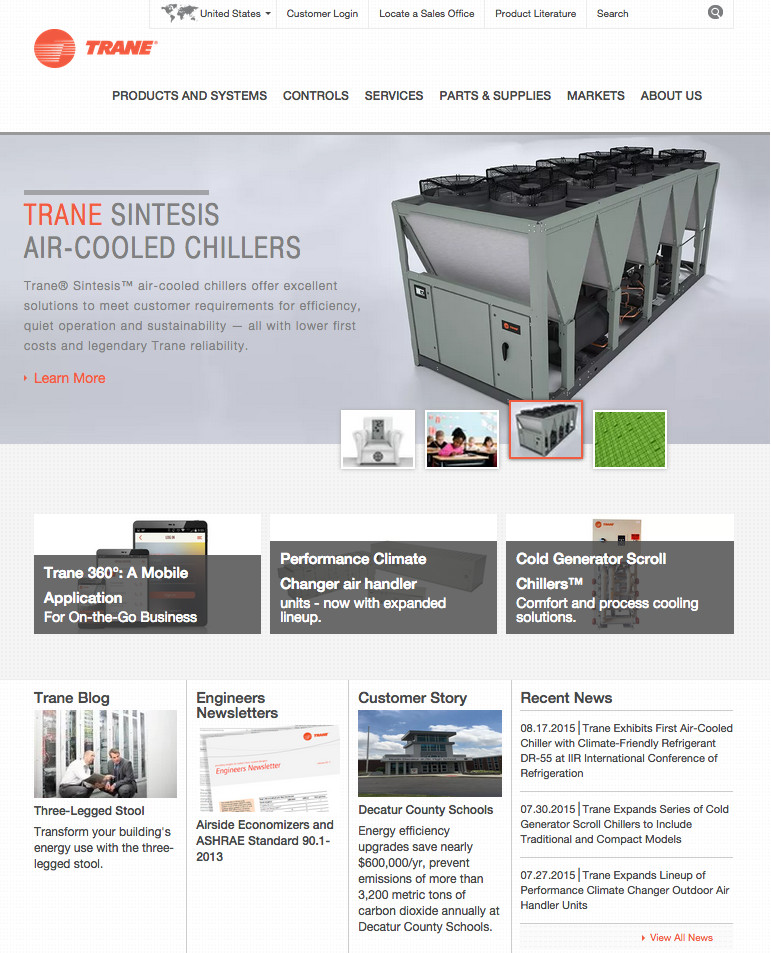 United States
Customer Login
Locate a Sales Office
Product Literature
Search
TRANE
PRODUCTS AND SYSTEMS
CONTROLS
SERVICES
PARTS & SUPPLIES
MARKETS
ABOUT US
TRANE SINTESIS
AIR-COOLED CHILLERS
Trane® Sintesis™ air-cooled chillers offer excellent
solutions to meet customer requirements for efficiency,
quiet operation and sustainability — all with lower first
costs and legendary Trane reliability.
Learn More
TRANE
Trane 360°: A Mobile
Application
For On-the-Go Business
Performance Climate
Changer air handler
units - now with expanded
lineup.
TRANE
Cold Generator Scroll
Chillers™
Comfort and process cooling
solutions.
Trane Blog
Three-Legged Stool
Transform your building's
energy use with the three-
legged stool.
Engineers
Newsletters
TRANE
Engineers Newsletter
Airside Economizers and
ASHRAE Standard 90.1-
2013
Customer Story
Decatur County Schools
Energy efficiency
upgrades save nearly
$600,000/yr, prevent
emissions of more than
3,200 metric tons of
carbon dioxide annually at
Decatur County Schools.
Recent News
08.17.2015 | Trane Exhibits First Air-Cooled
Chiller with Climate-Friendly Refrigerant
DR-55 at IIR International Conference of
Refrigeration
07.30.2015 | Trane Expands Series of Cold
Generator Scroll Chillers to Include
Traditional and Compact Models
07.27.2015 | Trane Expands Lineup of
Performance Climate Changer Outdoor Air
Handler Units
View All News